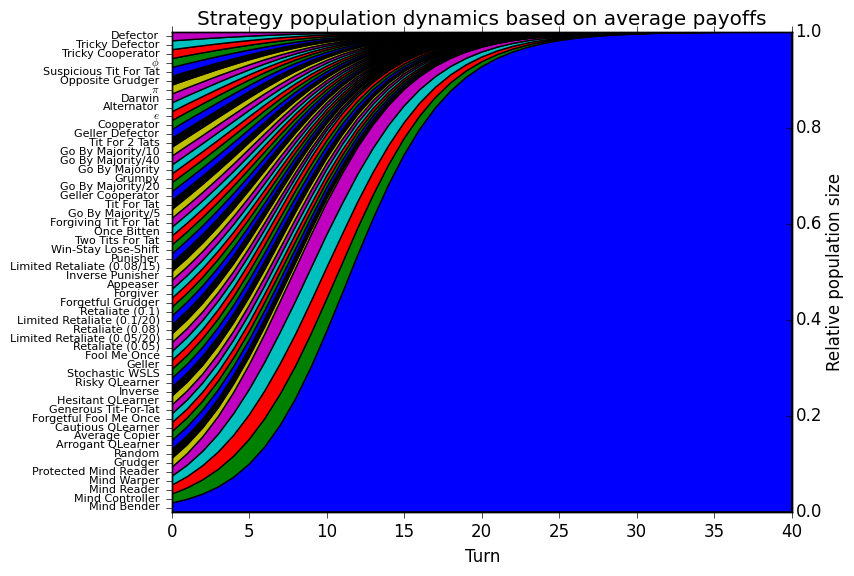 Strategy population dynamics based on average payoffs
Defector
Tricky Defector
Tricky Cooperator
ϕ
Suspicious Tit For Tat
Opposite Grudger
π
Darwin
Alternator
e
Cooperator
Geller Defector
Tit For 2 Tats
Go By Majority/10
Go By Majority/40
Go By Majority
Grumpy
Go By Majority/20
Geller Cooperator
Tit For Tat
Go By Majority/5
Forgiving Tit For Tat
Once Bitten
Two Tits For Tat
Win-Stay Lose-Shift
Punisher
Limited Retaliate (0.08/15)
Inverse Punisher
Appeaser
Forgiver
Forgetful Grudger
Retaliate (0.1)
Limited Retaliate (0.1/20)
Retaliate (0.08)
Limited Retaliate (0.05/20)
Retaliate (0.05)
Fool Me Once
Geller
Stochastic WSLS
Risky QLearner
Inverse
Hesitant QLearner
Generous Tit-For-Tat
Forgetful Fool Me Once
Cautious QLearner
Average Copier
Arrogant QLearner
Random
Grudger
Protected Mind Reader
Mind Warper
Mind Reader
Mind Controller
Mind Bender
1.0
0.8
0.6
0.4
0.2
0.0
Relative population size
0 5 10 15 20 25 30 35 40
Turn